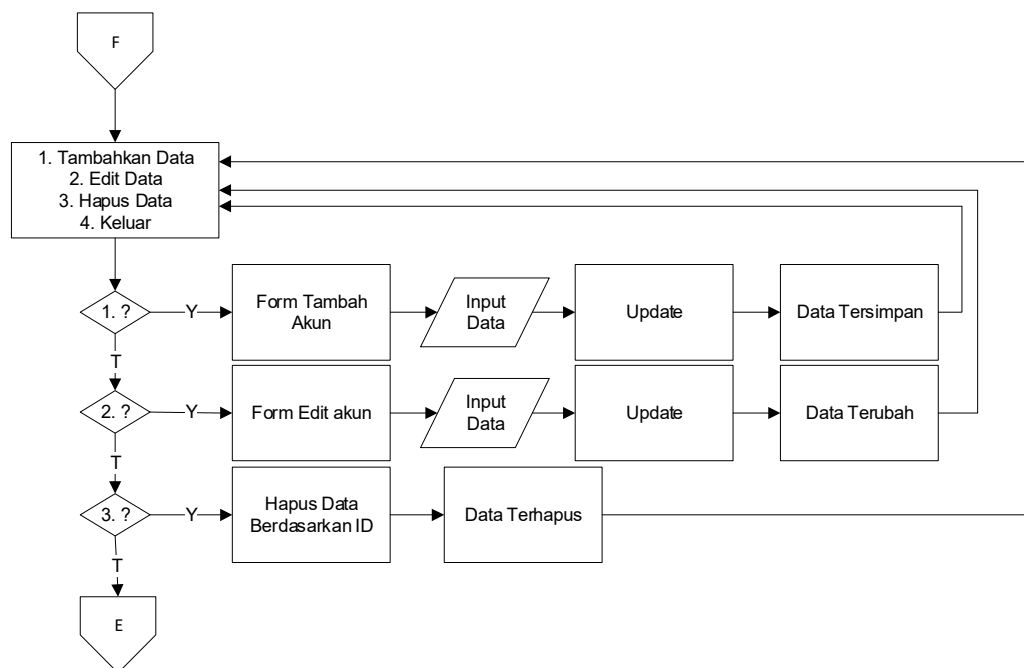 F
1. Tambahkan Data
2. Edit Data
3. Hapus Data
4. Keluar
1. ?
Y
Form Tambah
Akun
Input
Data
Update
Data Tersimpan
T
2. ?
Y
Form Edit akun
Input
Data
Update
Data Terubah
T
3. ?
Y
Hapus Data
Berdasarkan ID
Data Terhapus
T
E